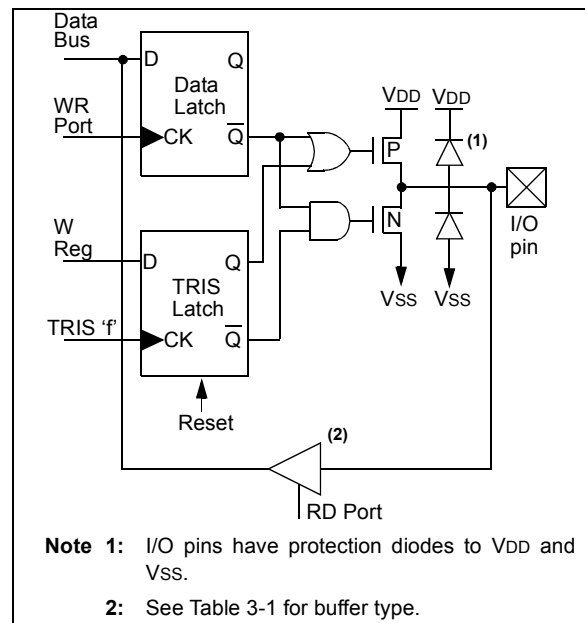 Data
Bus
D
Q
Data
Latch
WR
Port
CK
Q
VDD
VDD
(1)
P
N
I/O
pin
VSS
VSS
W
Reg
D
Q
TRIS
Latch
TRIS ‘f’
CK
Q
Reset
(2)
RD Port
Note 1: I/O pins have protection diodes to VDD and
VSS.
2: See Table 3-1 for buffer type.